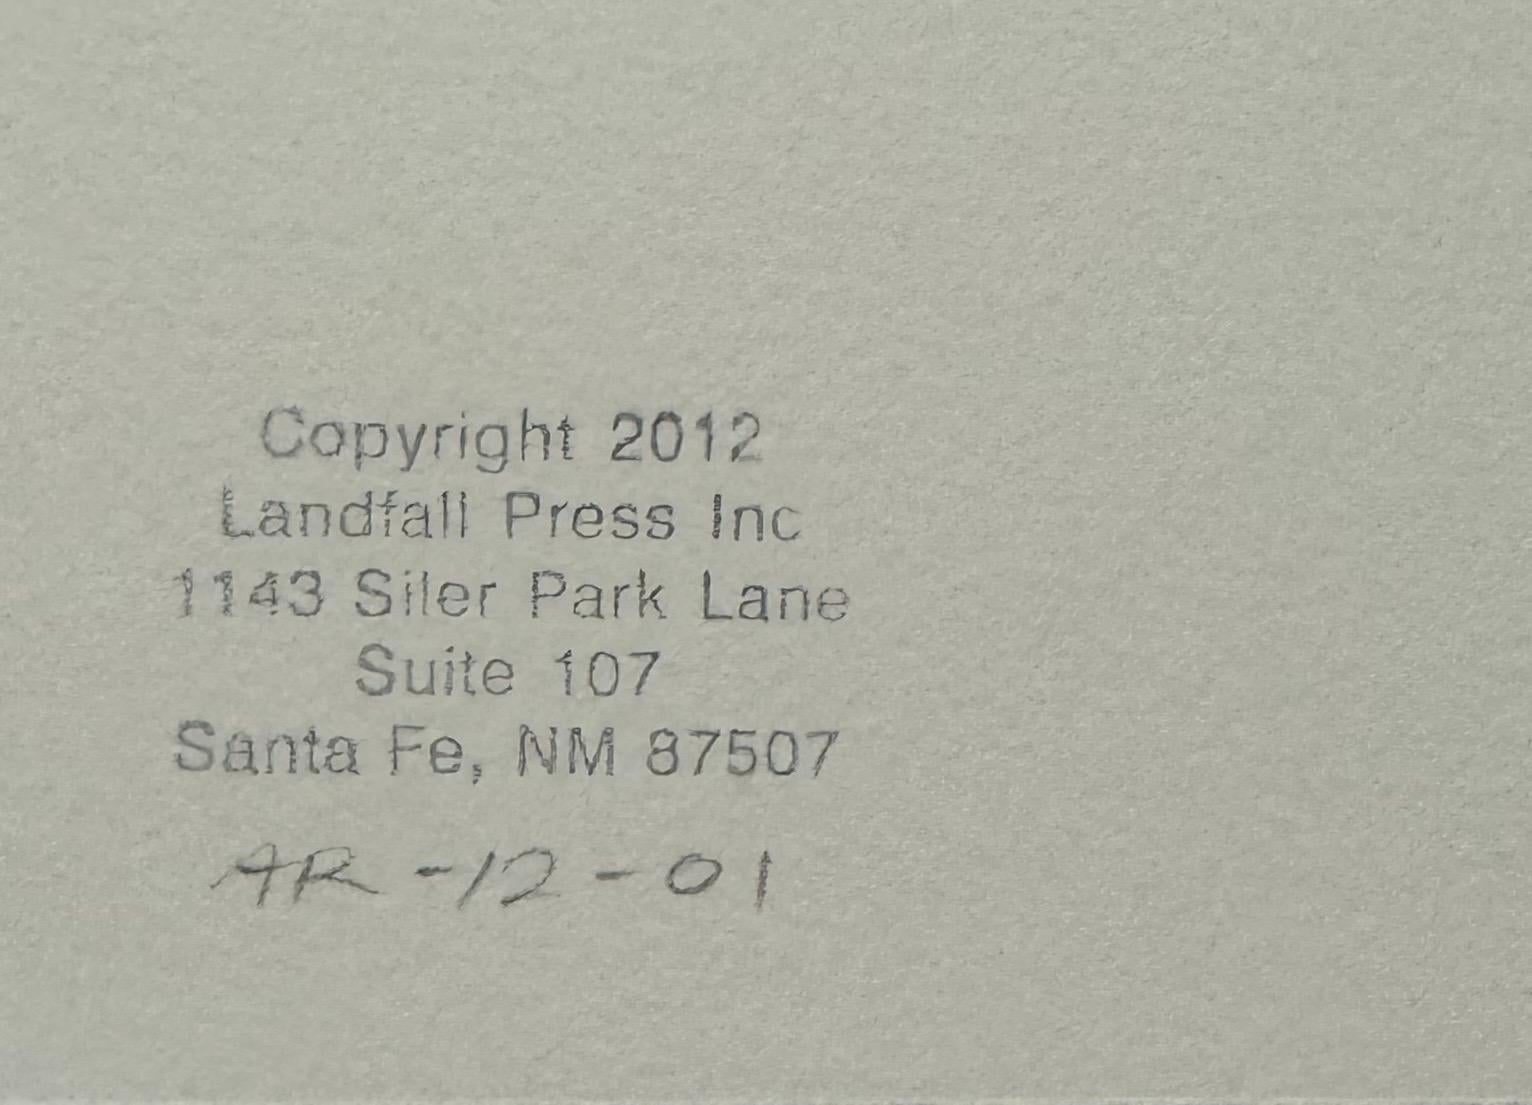 Copyright 2012
Landfall Press Inc
1143 Siler Park Lane
Suite 107
Santa Fe, NM 87507
AR-12-01